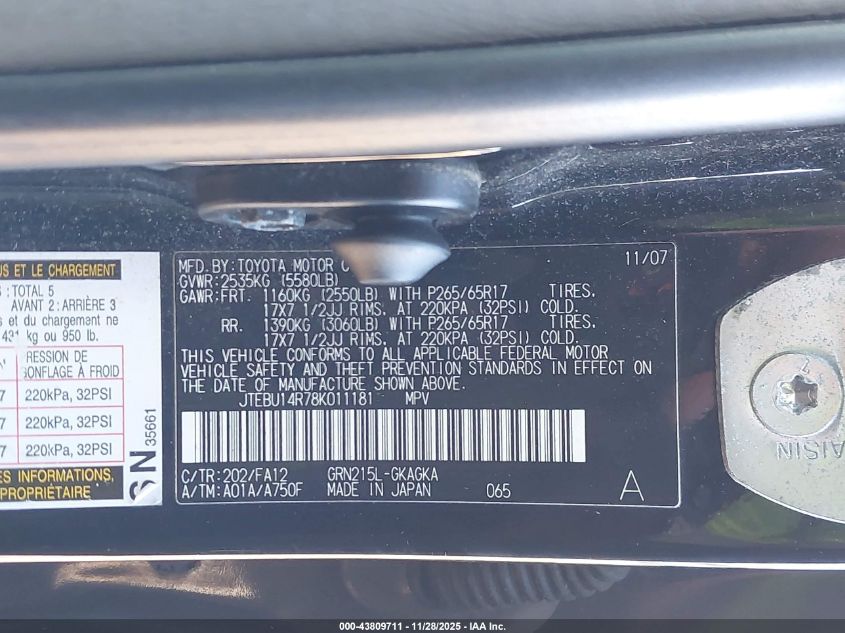 US ET LE CHARGEMENT
: TOTAL 5
AVANT 2 : ARRIÈRE 3
s et du chargement ne
431 kg ou 950 lb.
RESSION DE
GONFLAGE À FROID
7 220kPa, 32PSI
7 220kPa, 32PSI
7 220kPa, 32PSI
ES INFORMATIONS,
PROPRIÉTAIRE
SN
35661
MFD. BY: TOYOTA MOTOR 11/07
GVWR: 2535KG (5580LB)
GAWR: FRT. 1160KG (2550LB) WITH P265/65R17 TIRES,
17X7 1/2JJ RIMS, AT 220KPA (32PSI) COLD.
RR. 1390KG (3060LB) WITH P265/65R17 TIRES,
17X7 1/2JJ RIMS, AT 220KPA (32PSI) COLD.
THIS VEHICLE CONFORMS TO ALL APPLICABLE FEDERAL MOTOR
VEHICLE SAFETY AND THEFT PREVENTION STANDARDS IN EFFECT ON
THE DATE OF MANUFACTURE SHOWN ABOVE.
JTEBU14R78K011181 MPV
C/TR: 202/FA12 GRN215L-GKAGKA
A/TM: A01A/A750F MADE IN JAPAN 065 A
AISIN
000-43809711 - 11/28/2025 - IAA Inc.